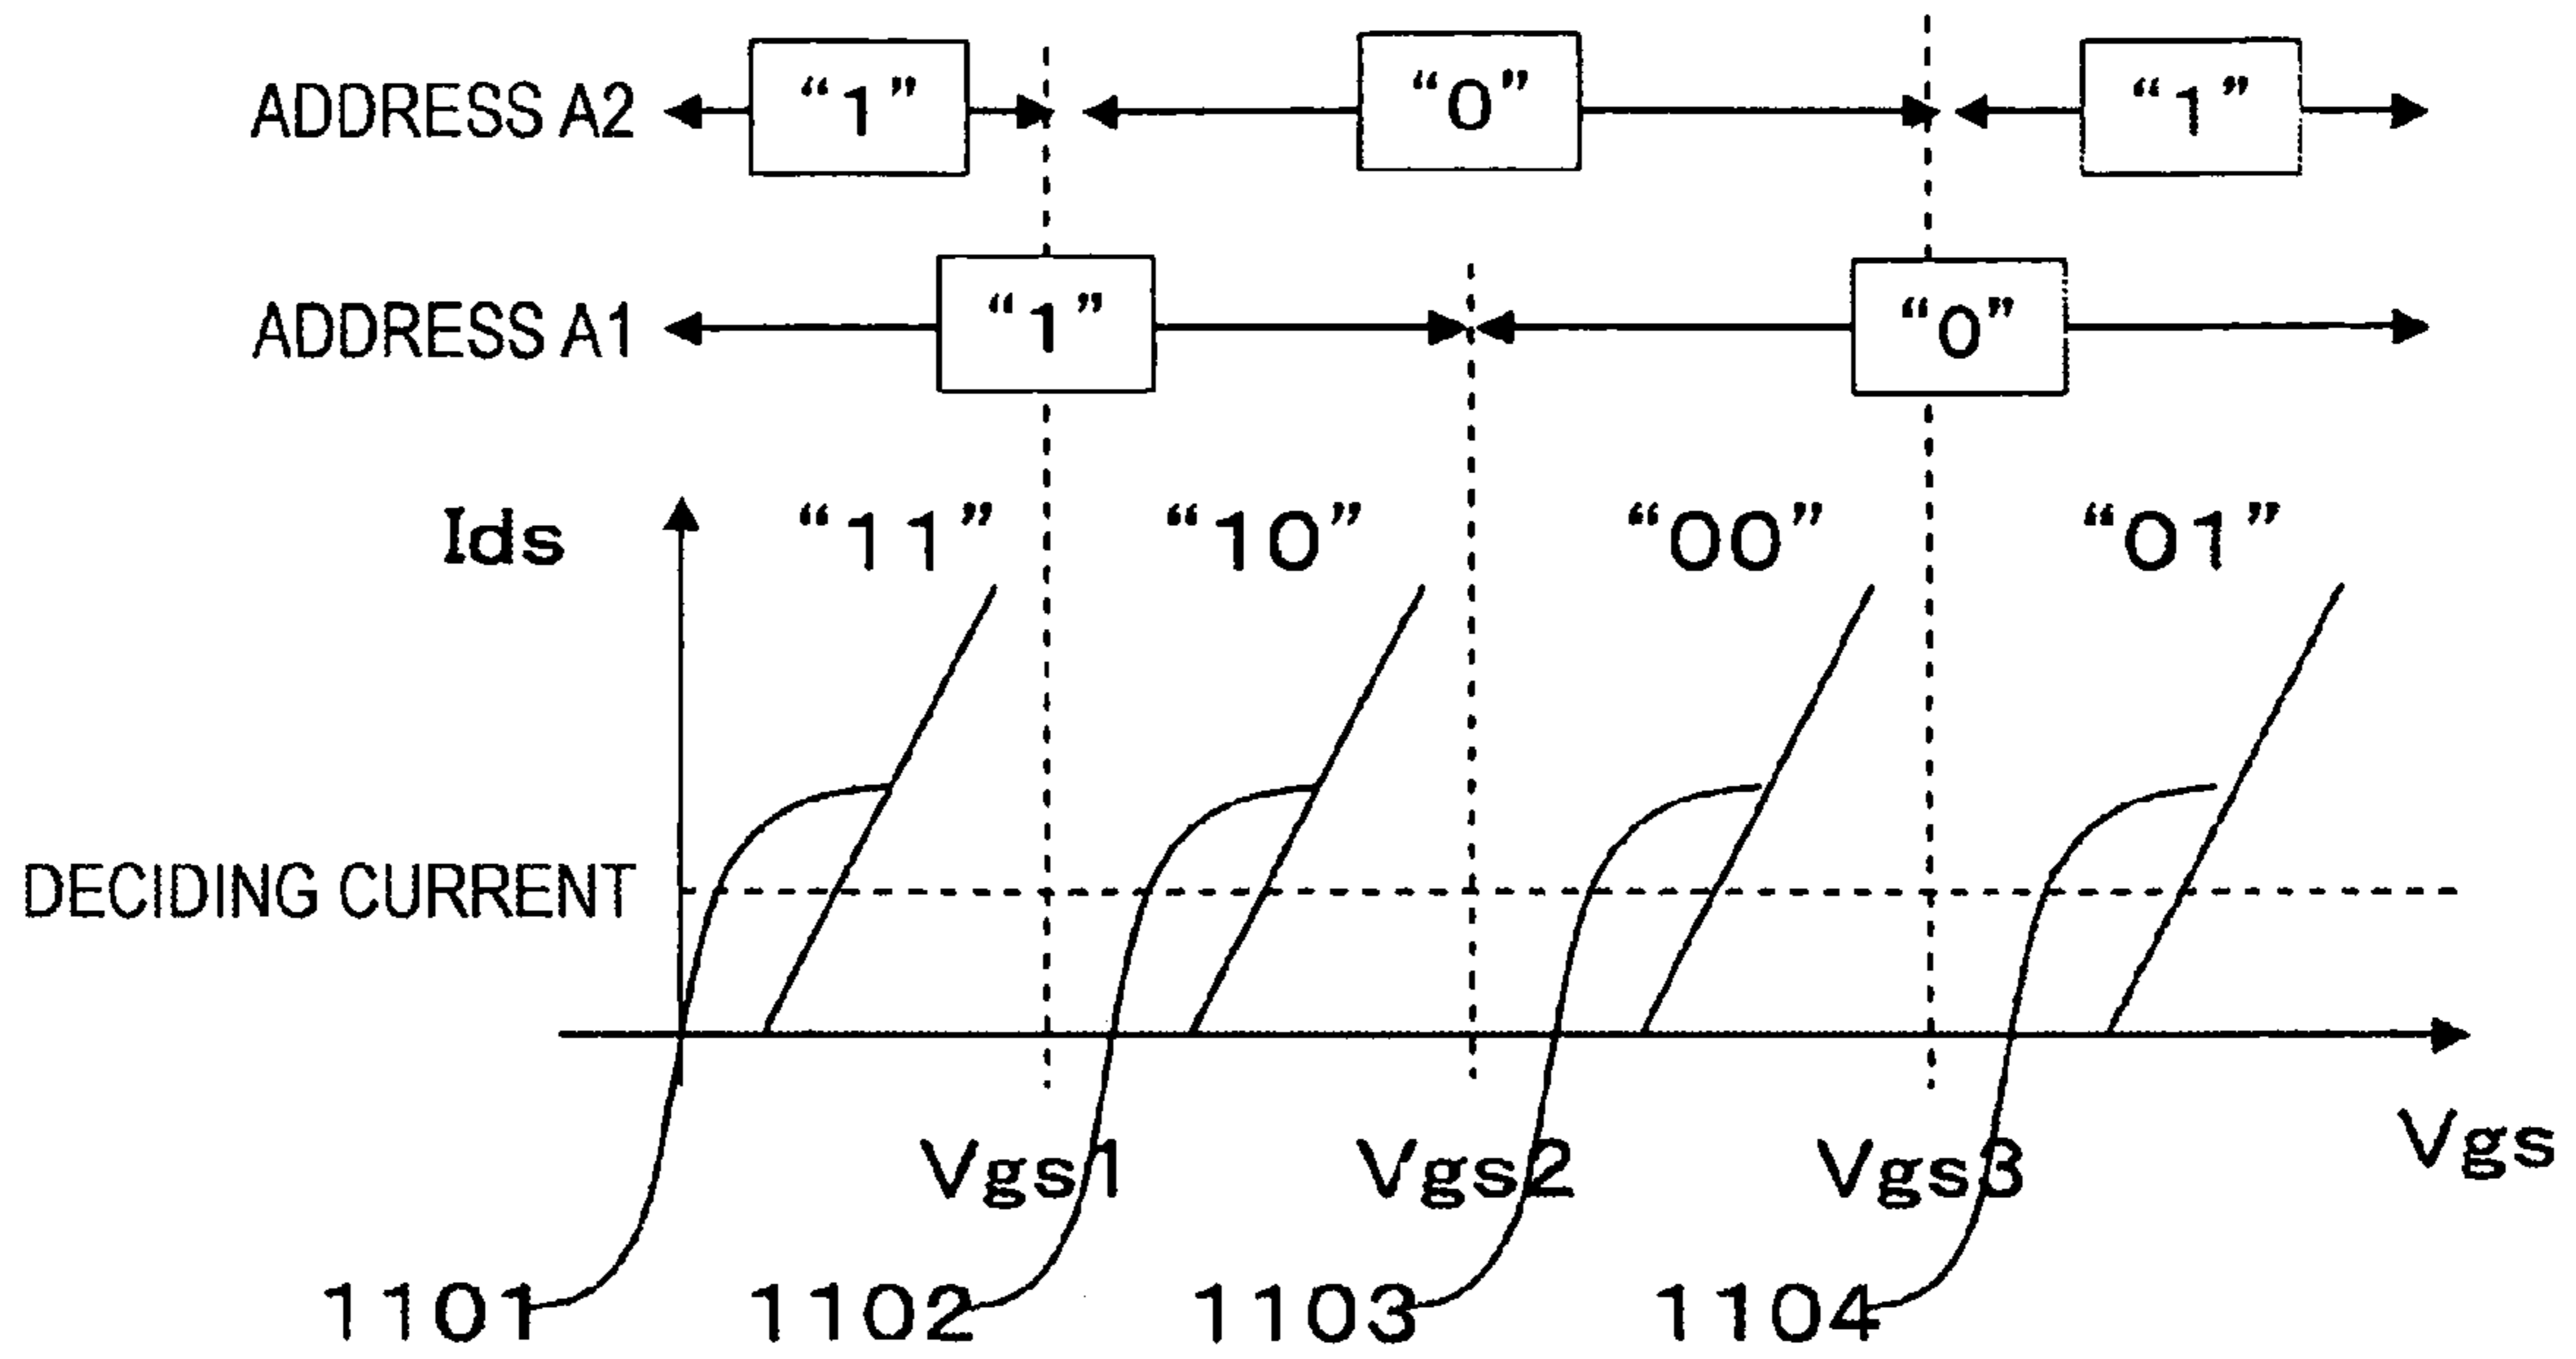 ADDRESS A2 “1” “0” “1”
ADDRESS A1 “1” “0”
Ids “11” “10” “00” “01”
DECIDING CURRENT
Vgs1 Vgs2 Vgs3 Vgs
1101 1102 1103 1104